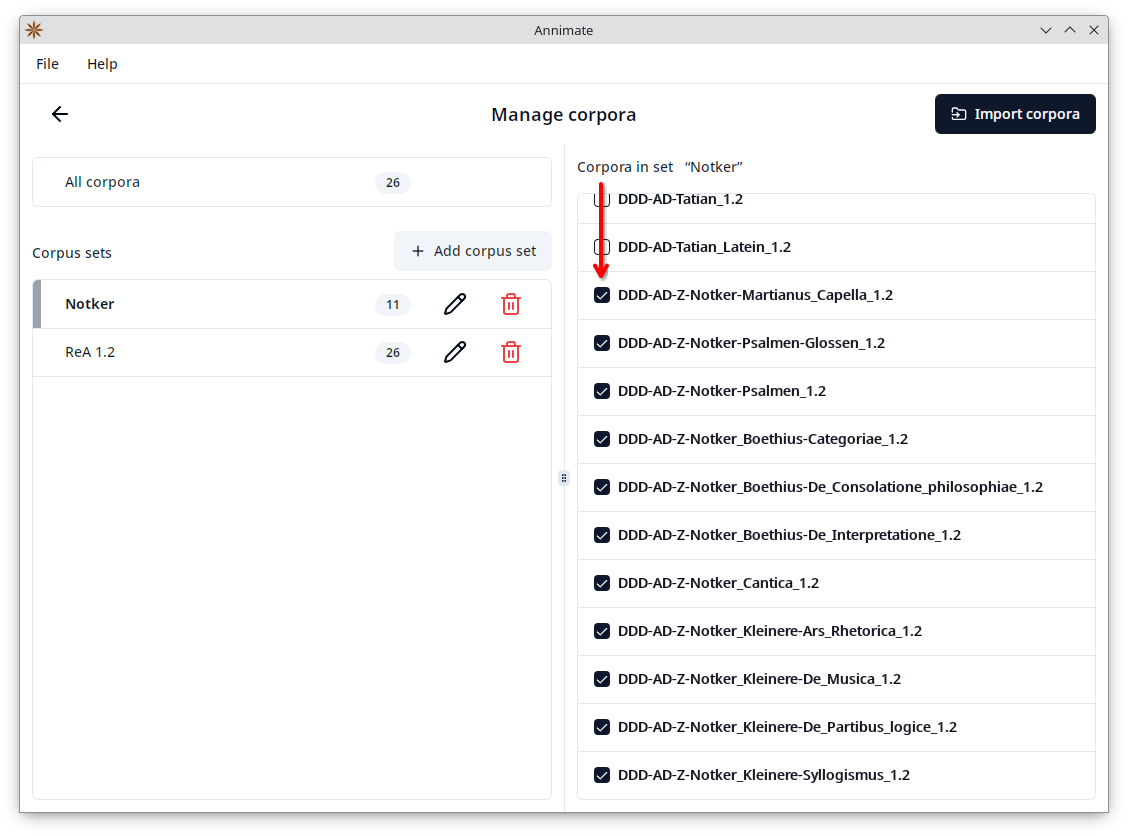 Annimate
File Help
Manage corpora
Import corpora
All corpora 26
Corpus sets
+ Add corpus set
Notker 11
ReA 1.2 26
Corpora in set “Notker”
DDD-AD-Tatian_1.2
DDD-AD-Tatian_Latein_1.2
DDD-AD-Z-Notker-Martianus_Capella_1.2
DDD-AD-Z-Notker-Psalmen-Glossen_1.2
DDD-AD-Z-Notker-Psalmen_1.2
DDD-AD-Z-Notker_Boethius-Categoriae_1.2
DDD-AD-Z-Notker_Boethius-De_Consolatione_philosophiae_1.2
DDD-AD-Z-Notker_Boethius-De_Interpretatione_1.2
DDD-AD-Z-Notker_Cantica_1.2
DDD-AD-Z-Notker_Kleinere-Ars_Rhetorica_1.2
DDD-AD-Z-Notker_Kleinere-De_Musica_1.2
DDD-AD-Z-Notker_Kleinere-De_Partibus_logice_1.2
DDD-AD-Z-Notker_Kleinere-Syllogismus_1.2